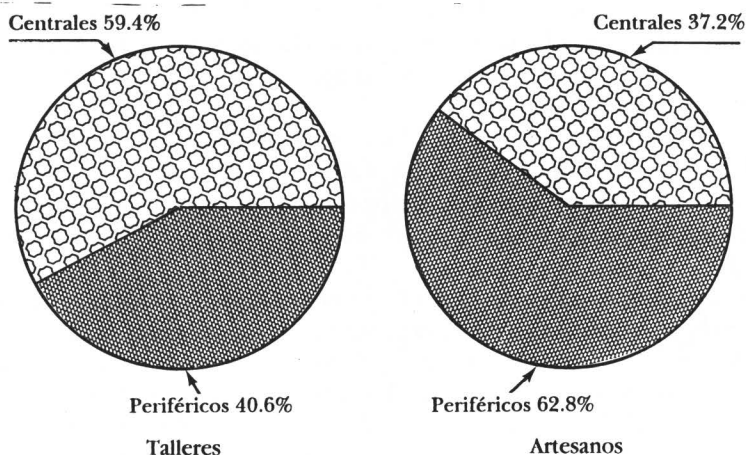 Centrales 59.4%
Centrales 37.2%
Periféricos 40.6%
Periféricos 62.8%
Talleres
Artesanos